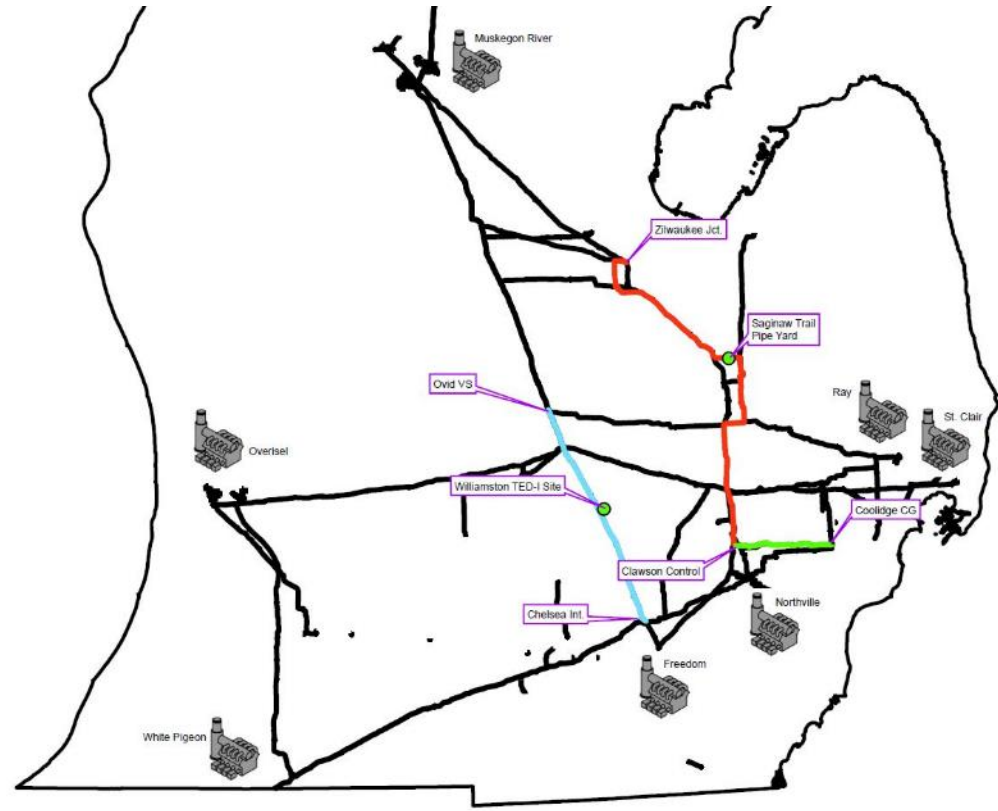 Muskegon River
Zilwaukee Jct.
Saginaw Trail
Pipe Yard
Ovid VS
Ray
St. Clair
Overisel
Williamston TED-I Site
Coolidge CG
Clawson Control
Northville
Chelsea Int.
Freedom
White Pigeon